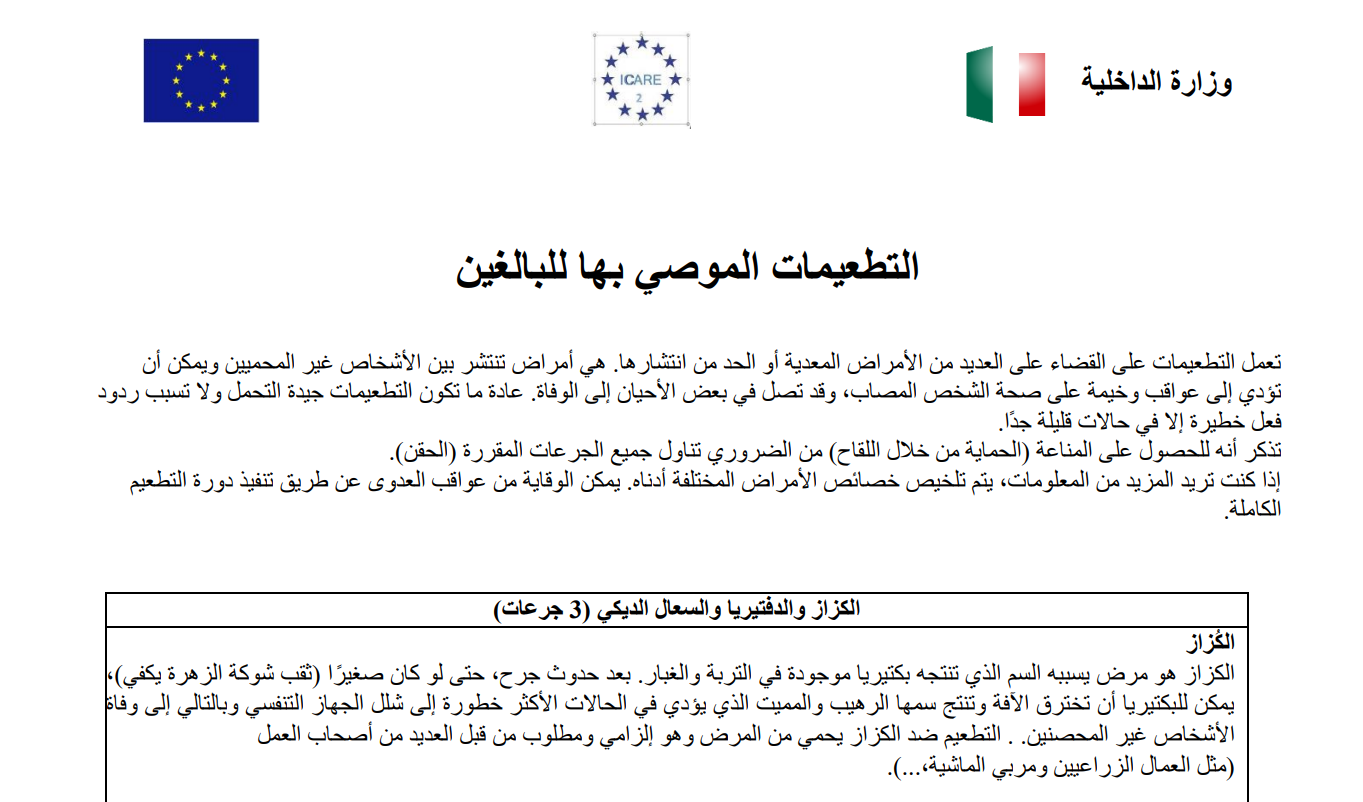 وزارة الداخلية
ICARE
2
التطعيمات الموصي بها للبالغين
تعمل التطعيمات على القضاء على العديد من الأمراض المعدية أو الحد من انتشارها. هي أمراض تنتشر بين الأشخاص غير المحميين ويمكن أن
تؤدي إلى عواقب وخيمة على صحة الشخص المصاب، وقد تصل في بعض الأحيان إلى الوفاة. عادة ما تكون التطعيمات جيدة التحمل ولا تسبب ردود
فعل خطيرة إلا في حالات قليلة جدًا.
تذكر أنه للحصول على المناعة (الحماية من خلال اللقاح) من الضروري تناول جميع الجرعات المقررة (الحقن).
إذا كنت تريد المزيد من المعلومات، يتم تلخيص خصائص الأمراض المختلفة أدناه. يمكن الوقاية من عواقب العدوى عن طريق تنفيذ دورة التطعيم
الكاملة.
الكزاز والدفتيريا والسعال الديكي (3 جرعات)
الكُزاز
الكزاز هو مرض يسببه السم الذي تنتجه بكتيريا موجودة في التربة والغبار. بعد حدوث جرح، حتى لو كان صغيرًا (ثقب شوكة الزهرة يكفي)،
يمكن للبكتيريا أن تخترق الآفة وتنتج سمها الرهيب والمميت الذي يؤدي في الحالات الأكثر خطورة إلى شلل الجهاز التنفسي وبالتالي إلى وفاة
الأشخاص غير المحصنين. . التطعيم ضد الكزاز يحمي من المرض وهو إلزامي ومطلوب من قبل العديد من أصحاب العمل
(مثل العمال الزراعيين ومربي الماشية،...).